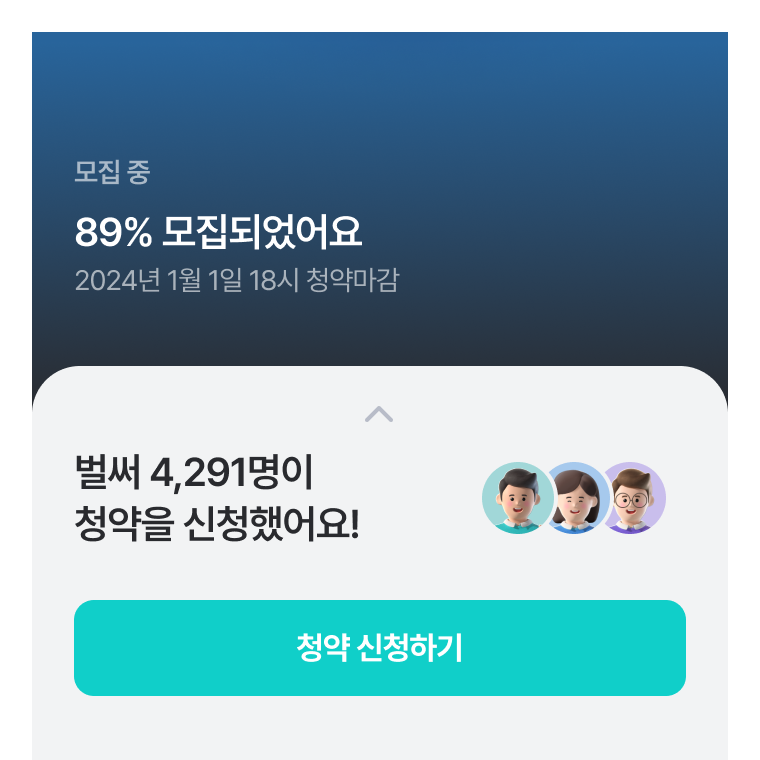 모집 중
89% 모집되었어요
2024년 1월 1일 18시 청약마감
벌써 4,291명이
청약을 신청했어요!
청약 신청하기